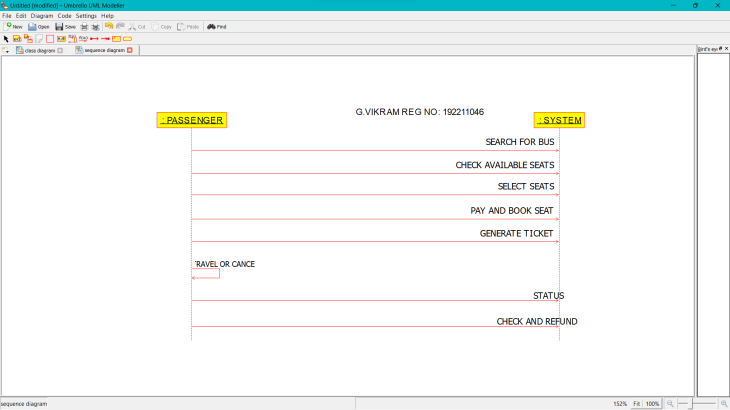 Untitled [modified] - Umbrello UML Modeller
File Edit Diagram Code Settings Help
New Open Save Cut Copy Paste Find
class diagram sequence diagram
Bird's ey
G.VIKRAM REG NO: 192211046
: PASSENGER : SYSTEM
SEARCH FOR BUS
CHECK AVAILABLE SEATS
SELECT SEATS
PAY AND BOOK SEAT
GENERATE TICKET
TRAVEL OR CANCE
STATUS
CHECK AND REFUND
sequence diagram 152% Fit 100%